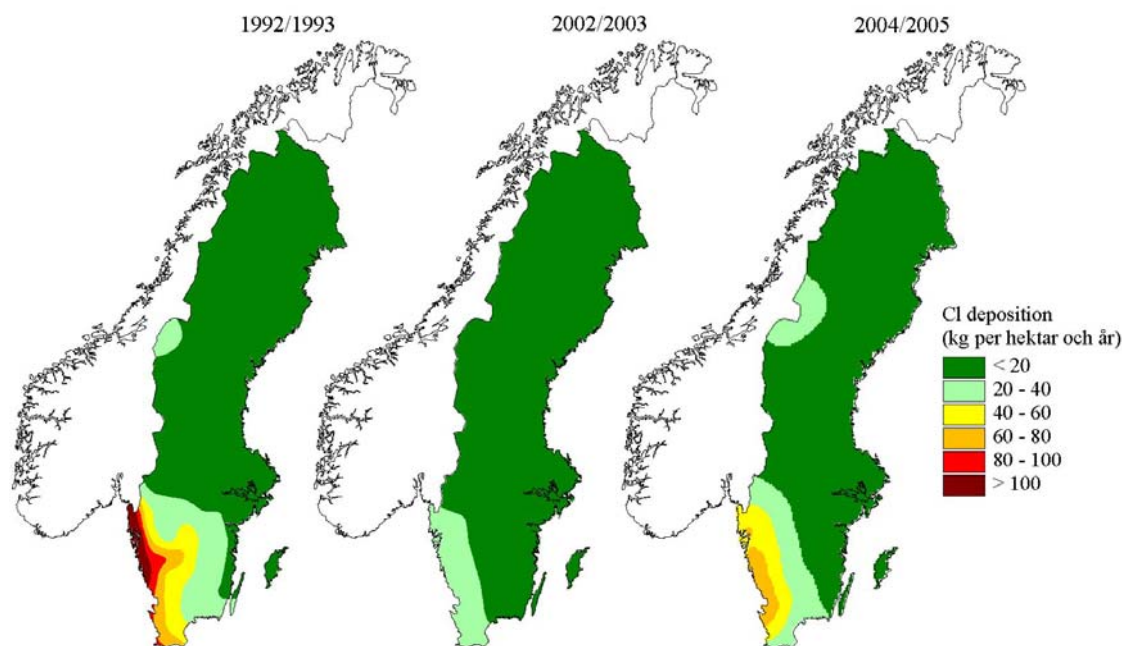 1992/1993
2002/2003
2004/2005
Cl deposition
(kg per hektar och år)
< 20
20 - 40
40 - 60
60 - 80
80 - 100
> 100